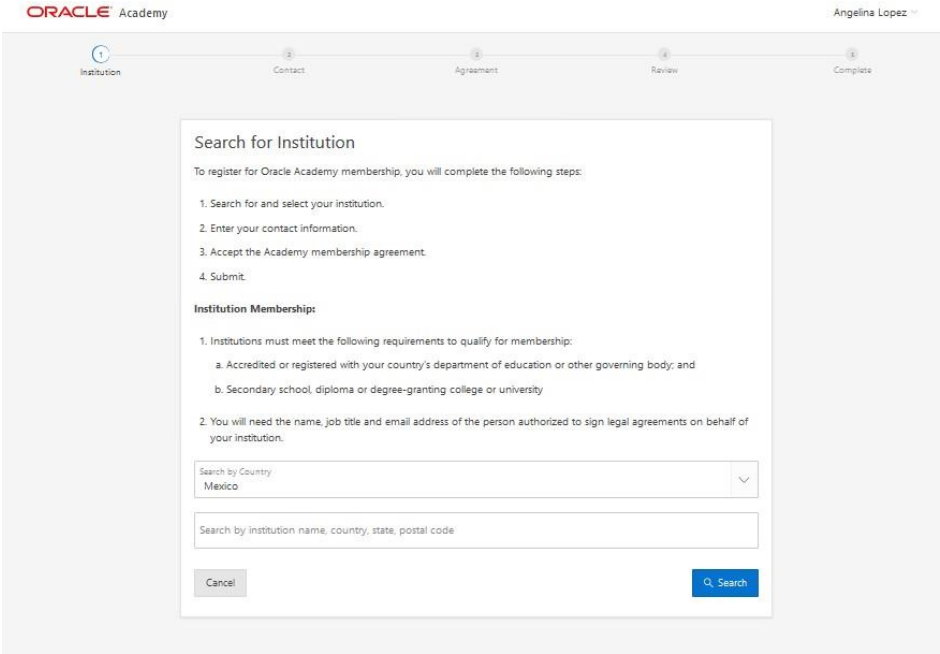 ORACLE Academy
Angelina Lopez
1 2 3 4 5
Institution Contact Agreement Review Complete
Search for Institution
To register for Oracle Academy membership, you will complete the following steps:
1. Search for and select your institution.
2. Enter your contact information.
3. Accept the Academy membership agreement.
4. Submit.
Institution Membership:
1. Institutions must meet the following requirements to qualify for membership:
a. Accredited or registered with your country's department of education or other governing body; and
b. Secondary school, diploma or degree-granting college or university
2. You will need the name, job title and email address of the person authorized to sign legal agreements on behalf of
your institution.
Search by Country
Mexico
Search by institution name, country, state, postal code
Cancel
Search